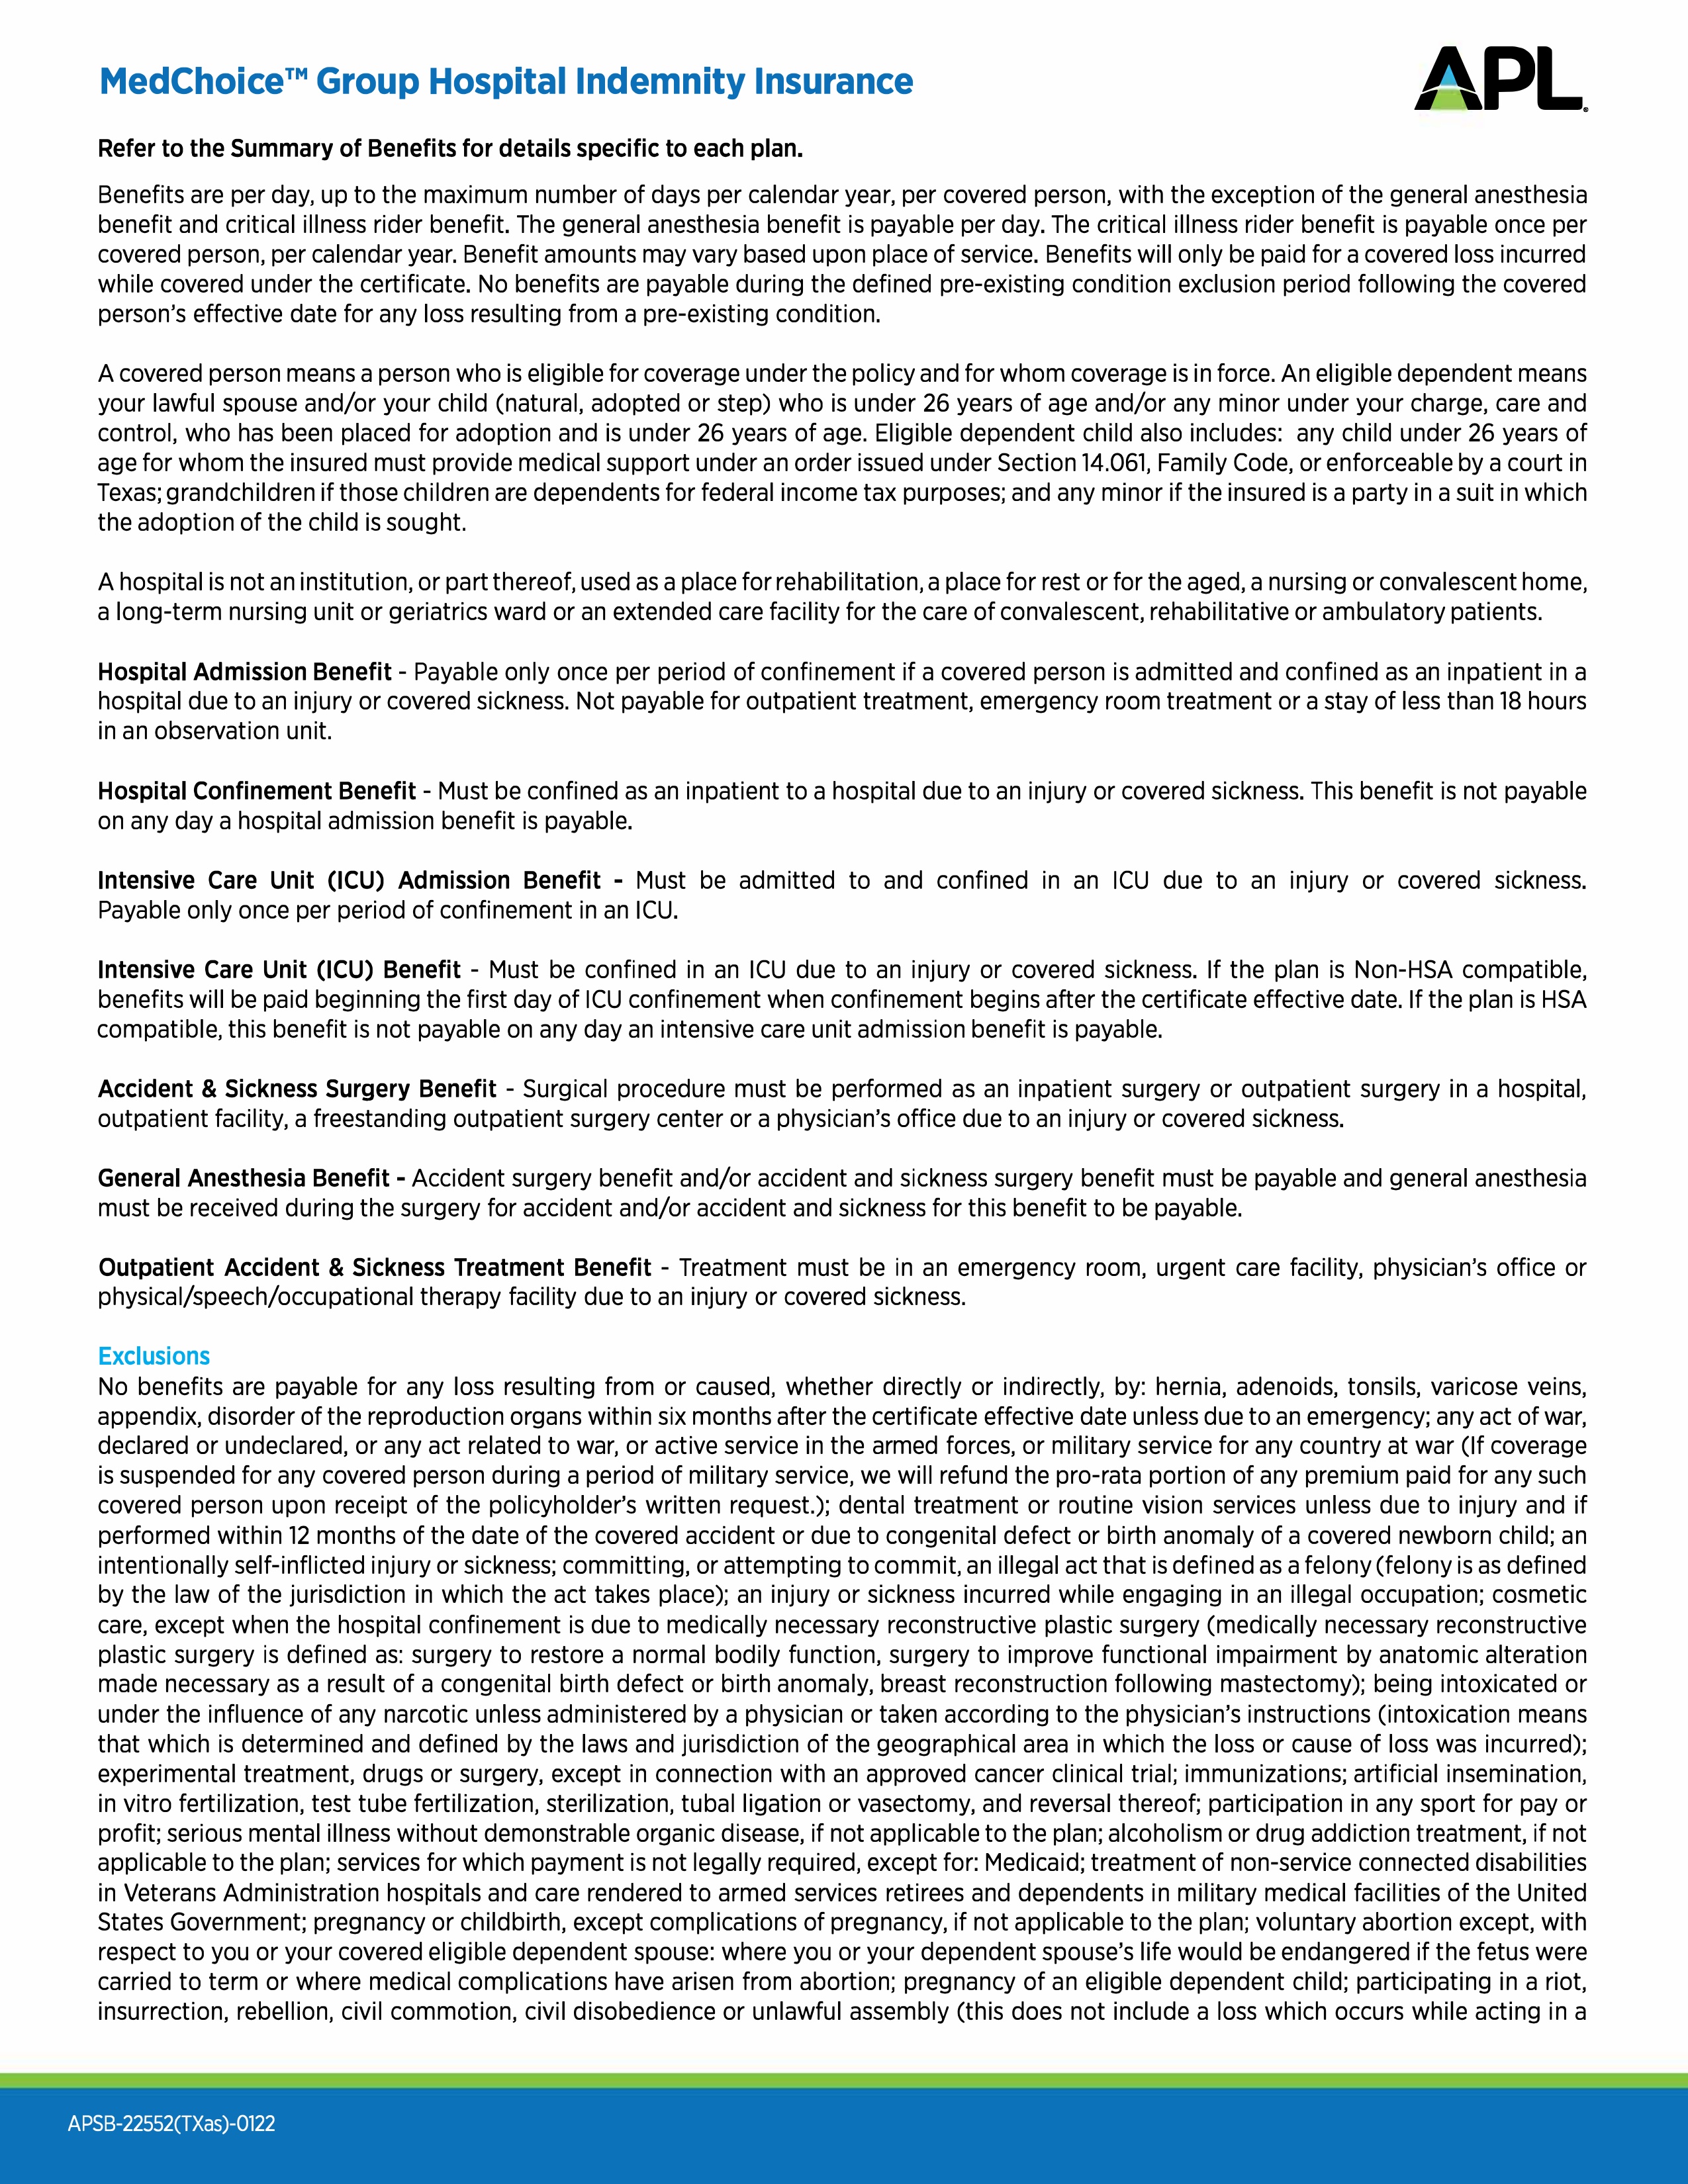 MedChoice™ Group Hospital Indemnity Insurance
APL®
Refer to the Summary of Benefits for details specific to each plan.
Benefits are per day, up to the maximum number of days per calendar year, per covered person, with the exception of the general anesthesia
benefit and critical illness rider benefit. The general anesthesia benefit is payable per day. The critical illness rider benefit is payable once per
covered person, per calendar year. Benefit amounts may vary based upon place of service. Benefits will only be paid for a covered loss incurred
while covered under the certificate. No benefits are payable during the defined pre-existing condition exclusion period following the covered
person’s effective date for any loss resulting from a pre-existing condition.
A covered person means a person who is eligible for coverage under the policy and for whom coverage is in force. An eligible dependent means
your lawful spouse and/or your child (natural, adopted or step) who is under 26 years of age and/or any minor under your charge, care and
control, who has been placed for adoption and is under 26 years of age. Eligible dependent child also includes: any child under 26 years of
age for whom the insured must provide medical support under an order issued under Section 14.061, Family Code, or enforceable by a court in
Texas; grandchildren if those children are dependents for federal income tax purposes; and any minor if the insured is a party in a suit in which
the adoption of the child is sought.
A hospital is not an institution, or part thereof, used as a place for rehabilitation, a place for rest or for the aged, a nursing or convalescent home,
a long-term nursing unit or geriatrics ward or an extended care facility for the care of convalescent, rehabilitative or ambulatory patients.
Hospital Admission Benefit - Payable only once per period of confinement if a covered person is admitted and confined as an inpatient in a
hospital due to an injury or covered sickness. Not payable for outpatient treatment, emergency room treatment or a stay of less than 18 hours
in an observation unit.
Hospital Confinement Benefit - Must be confined as an inpatient to a hospital due to an injury or covered sickness. This benefit is not payable
on any day a hospital admission benefit is payable.
Intensive Care Unit (ICU) Admission Benefit - Must be admitted to and confined in an ICU due to an injury or covered sickness.
Payable only once per period of confinement in an ICU.
Intensive Care Unit (ICU) Benefit - Must be confined in an ICU due to an injury or covered sickness. If the plan is Non-HSA compatible,
benefits will be paid beginning the first day of ICU confinement when confinement begins after the certificate effective date. If the plan is HSA
compatible, this benefit is not payable on any day an intensive care unit admission benefit is payable.
Accident & Sickness Surgery Benefit - Surgical procedure must be performed as an inpatient surgery or outpatient surgery in a hospital,
outpatient facility, a freestanding outpatient surgery center or a physician’s office due to an injury or covered sickness.
General Anesthesia Benefit - Accident surgery benefit and/or accident and sickness surgery benefit must be payable and general anesthesia
must be received during the surgery for accident and/or accident and sickness for this benefit to be payable.
Outpatient Accident & Sickness Treatment Benefit - Treatment must be in an emergency room, urgent care facility, physician’s office or
physical/speech/occupational therapy facility due to an injury or covered sickness.
Exclusions
No benefits are payable for any loss resulting from or caused, whether directly or indirectly, by: hernia, adenoids, tonsils, varicose veins,
appendix, disorder of the reproduction organs within six months after the certificate effective date unless due to an emergency; any act of war,
declared or undeclared, or any act related to war, or active service in the armed forces, or military service for any country at war (If coverage
is suspended for any covered person during a period of military service, we will refund the pro-rata portion of any premium paid for any such
covered person upon receipt of the policyholder’s written request.); dental treatment or routine vision services unless due to injury and if
performed within 12 months of the date of the covered accident or due to congenital defect or birth anomaly of a covered newborn child; an
intentionally self-inflicted injury or sickness; committing, or attempting to commit, an illegal act that is defined as a felony (felony is as defined
by the law of the jurisdiction in which the act takes place); an injury or sickness incurred while engaging in an illegal occupation; cosmetic
care, except when the hospital confinement is due to medically necessary reconstructive plastic surgery (medically necessary reconstructive
plastic surgery is defined as: surgery to restore a normal bodily function, surgery to improve functional impairment by anatomic alteration
made necessary as a result of a congenital birth defect or birth anomaly, breast reconstruction following mastectomy); being intoxicated or
under the influence of any narcotic unless administered by a physician or taken according to the physician’s instructions (intoxication means
that which is determined and defined by the laws and jurisdiction of the geographical area in which the loss or cause of loss was incurred);
experimental treatment, drugs or surgery, except in connection with an approved cancer clinical trial; immunizations; artificial insemination,
in vitro fertilization, test tube fertilization, sterilization, tubal ligation or vasectomy, and reversal thereof; participation in any sport for pay or
profit; serious mental illness without demonstrable organic disease, if not applicable to the plan; alcoholism or drug addiction treatment, if not
applicable to the plan; services for which payment is not legally required, except for: Medicaid; treatment of non-service connected disabilities
in Veterans Administration hospitals and care rendered to armed services retirees and dependents in military medical facilities of the United
States Government; pregnancy or childbirth, except complications of pregnancy, if not applicable to the plan; voluntary abortion except, with
respect to you or your covered eligible dependent spouse: where you or your dependent spouse’s life would be endangered if the fetus were
carried to term or where medical complications have arisen from abortion; pregnancy of an eligible dependent child; participating in a riot,
insurrection, rebellion, civil commotion, civil disobedience or unlawful assembly (this does not include a loss which occurs while acting in a
APSB-22552(TXas)-0122